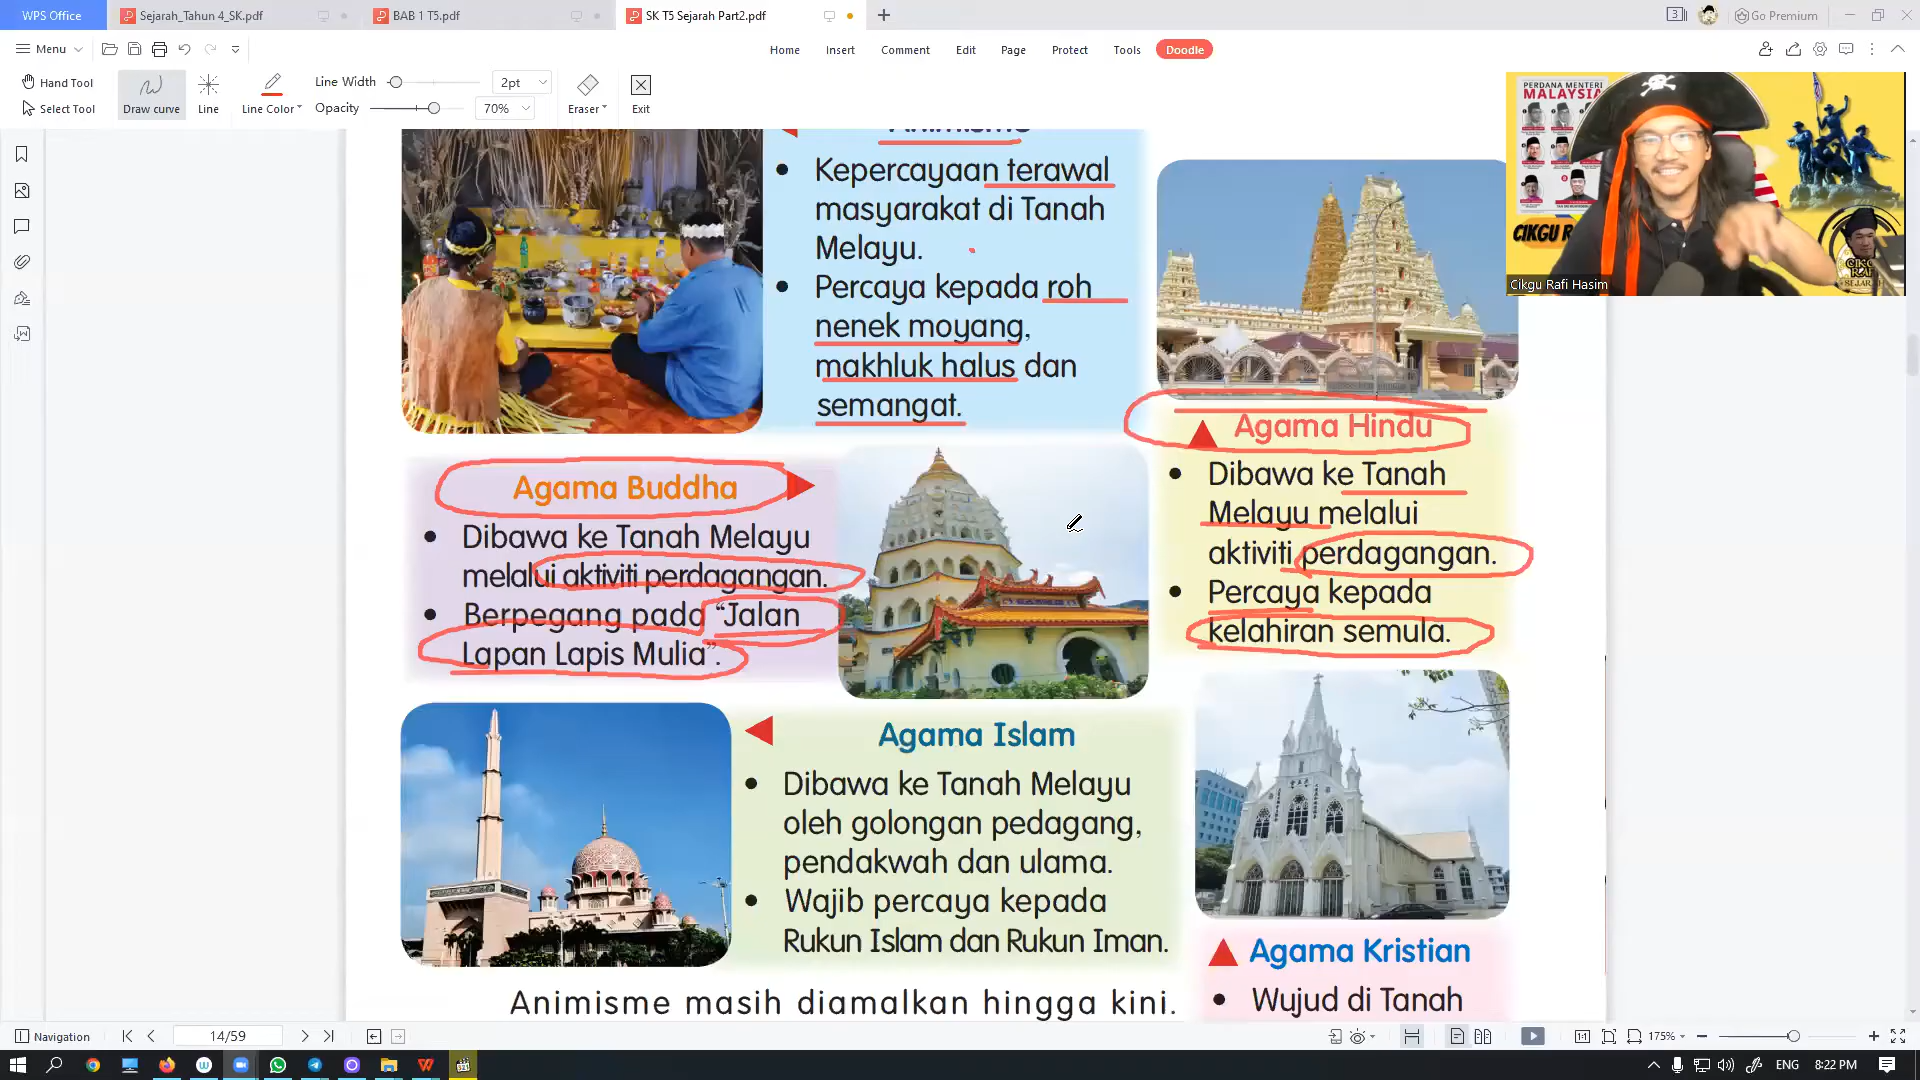 WPS Office
Sejarah_Tahun 4_SK.pdf
BAB 1 T5.pdf
SK T5 Sejarah Part2.pdf
3
Go Premium
Menu
Home
Insert
Comment
Edit
Page
Protect
Tools
Doodle
Hand Tool
Select Tool
Draw curve
Line
Line Color
Line Width
2pt
Opacity
70%
Eraser
Exit
PERDANA MENTERI
MALAYSIA
CIKGU R
Cikgu Rafi Hasim
Animisme
• Kepercayaan terawal
masyarakat di Tanah
Melayu.
• Percaya kepada roh
nenek moyang,
makhluk halus dan
semangat.
Agama Hindu
• Dibawa ke Tanah
Melayu melalui
aktiviti perdagangan.
• Percaya kepada
kelahiran semula.
Agama Buddha
• Dibawa ke Tanah Melayu
melalui aktiviti perdagangan.
• Berpegang pada “Jalan
Lapan Lapis Mulia”.
Agama Islam
• Dibawa ke Tanah Melayu
oleh golongan pedagang,
pendakwah dan ulama.
• Wajib percaya kepada
Rukun Islam dan Rukun Iman.
Agama Kristian
• Wujud di Tanah
Animisme masih diamalkan hingga kini.
Navigation
14/59
175%
ENG
8:22 PM